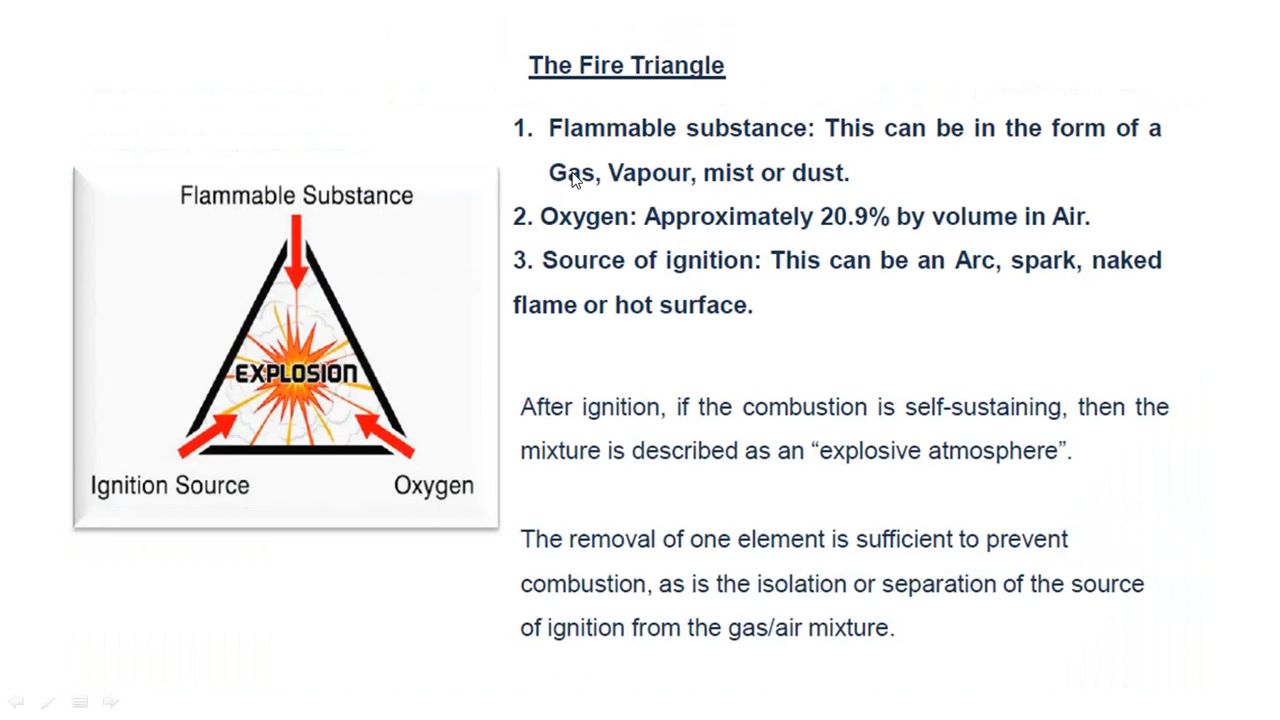 The Fire Triangle
1. Flammable substance: This can be in the form of a
Gas, Vapour, mist or dust.
2. Oxygen: Approximately 20.9% by volume in Air.
3. Source of ignition: This can be an Arc, spark, naked
flame or hot surface.
Flammable Substance
EXPLOSION
Ignition Source
Oxygen
After ignition, if the combustion is self-sustaining, then the
mixture is described as an “explosive atmosphere”.
The removal of one element is sufficient to prevent
combustion, as is the isolation or separation of the source
of ignition from the gas/air mixture.